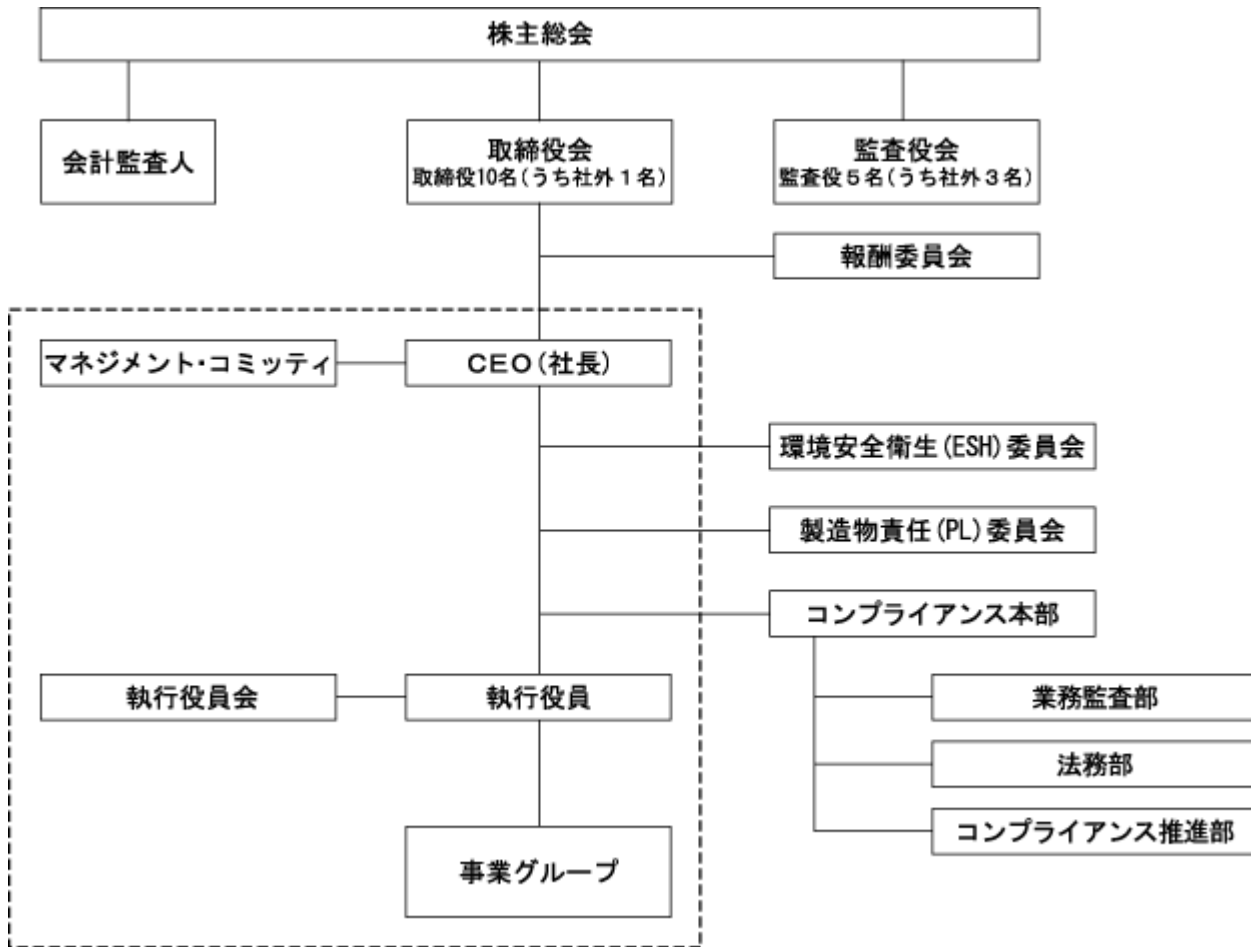 株主総会
会計監査人
取締役会
取締役10名(うち社外１名)
監査役会
監査役５名(うち社外３名)
報酬委員会
マネジメント・コミッティ
ＣＥＯ(社長)
環境安全衛生(ESH)委員会
製造物責任(PL)委員会
コンプライアンス本部
執行役員会
執行役員
業務監査部
法務部
コンプライアンス推進部
事業グループ